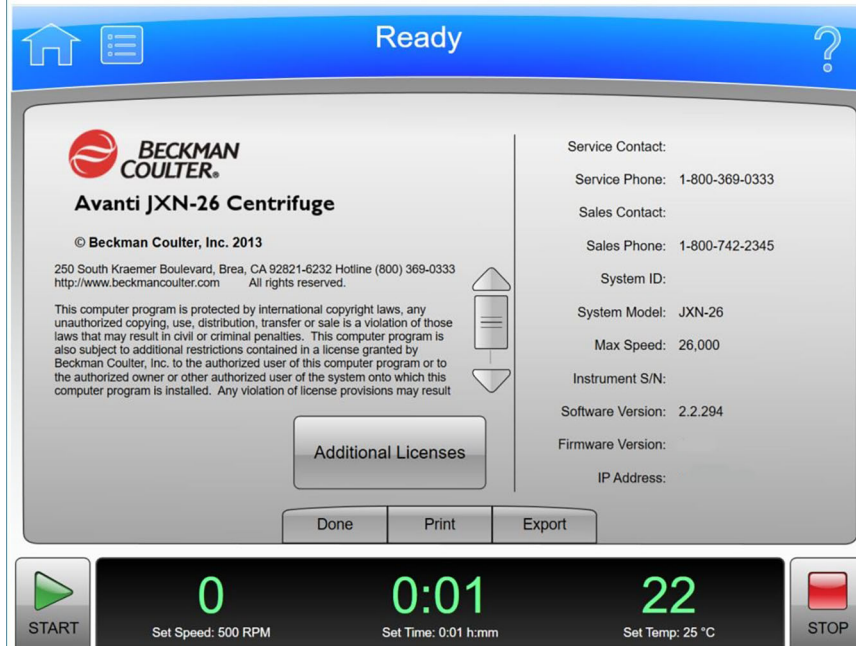 Ready
?
BECKMAN
COULTER®
Avanti JXN-26 Centrifuge
© Beckman Coulter, Inc. 2013
250 South Kraemer Boulevard, Brea, CA 92821-6232 Hotline (800) 369-0333
http://www.beckmancoulter.com All rights reserved.
This computer program is protected by international copyright laws, any
unauthorized copying, use, distribution, transfer or sale is a violation of those
laws that may result in civil or criminal penalties. This computer program is
also subject to additional restrictions contained in a license granted by
Beckman Coulter, Inc. to the authorized user of this computer program or to
the authorized owner or other authorized user of the system onto which this
computer program is installed. Any violation of license provisions may result
Additional Licenses
Service Contact:
Service Phone: 1-800-369-0333
Sales Contact:
Sales Phone: 1-800-742-2345
System ID:
System Model: JXN-26
Max Speed: 26,000
Instrument S/N:
Software Version: 2.2.294
Firmware Version:
IP Address:
Done Print Export
START
0
Set Speed: 500 RPM
0:01
Set Time: 0:01 h:mm
22
Set Temp: 25 °C
STOP